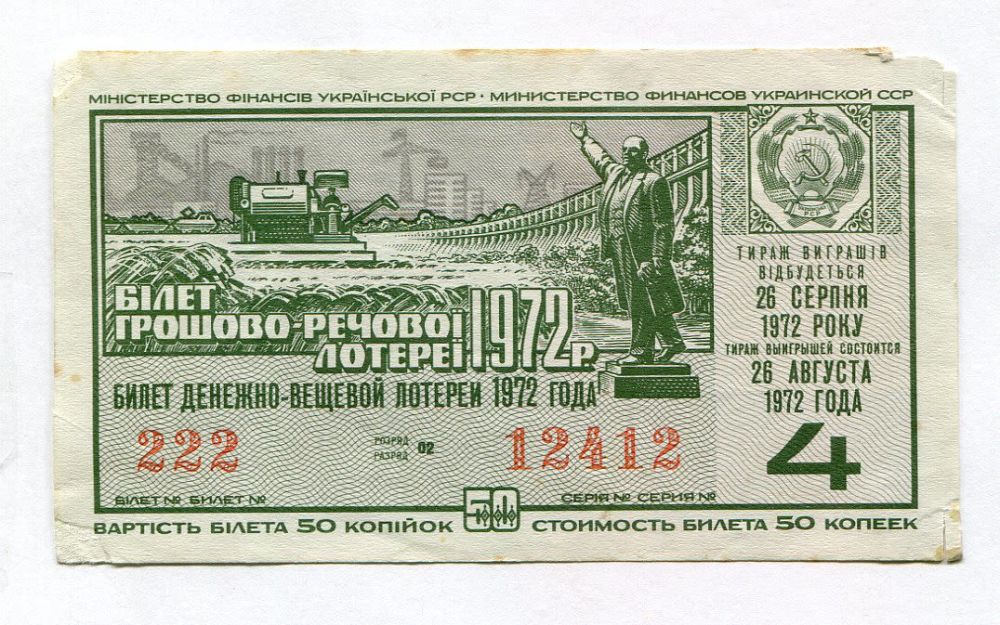 МІНІСТЕРСТВО ФІНАНСІВ УКРАЇНСЬКОЇ РСР · МИНИСТЕРСТВО ФИНАНСОВ УКРАИНСКОЙ ССР
БІЛЕТ
ГРОШОВО-РЕЧОВОЇ
ЛОТЕРЕЇ 1972 р.
БИЛЕТ ДЕНЕЖНО-ВЕЩЕВОЙ ЛОТЕРЕИ 1972 ГОДА
222
РОЗРЯД
РАЗРЯД 02
12412
БІЛЕТ № БИЛЕТ №
СЕРІЯ № СЕРИЯ №
УРСР
ТИРАЖ ВИГРАШІВ
ВІДБУДЕТЬСЯ
26 СЕРПНЯ
1972 РОКУ
ТИРАЖ ВЫИГРЫШЕЙ СОСТОИТСЯ
26 АВГУСТА
1972 ГОДА
4
ВАРТІСТЬ БІЛЕТА 50 КОПІЙОК
50
СТОИМОСТЬ БИЛЕТА 50 КОПЕЕК